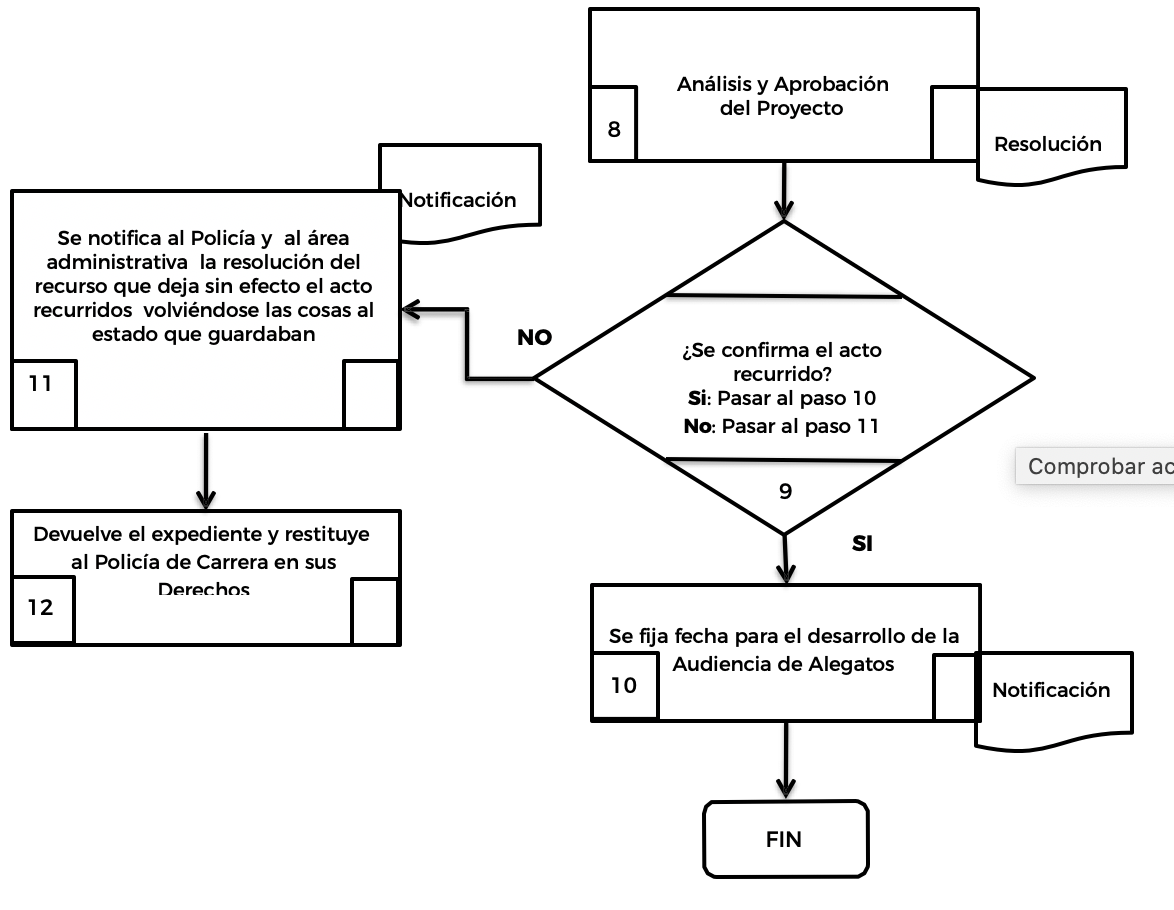 Análisis y Aprobación
del Proyecto
8
Resolución
Notificación
Se notifica al Policía y al área
administrativa la resolución del
recurso que deja sin efecto el acto
recurridos volviéndose las cosas al
estado que guardaban
11
NO
¿Se confirma el acto
recurrido?
Si: Pasar al paso 10
No: Pasar al paso 11
9
SI
Comprobar ac
Devuelve el expediente y restituye
al Policía de Carrera en sus
Derechos
12
Se fija fecha para el desarrollo de la
Audiencia de Alegatos
10
Notificación
FIN